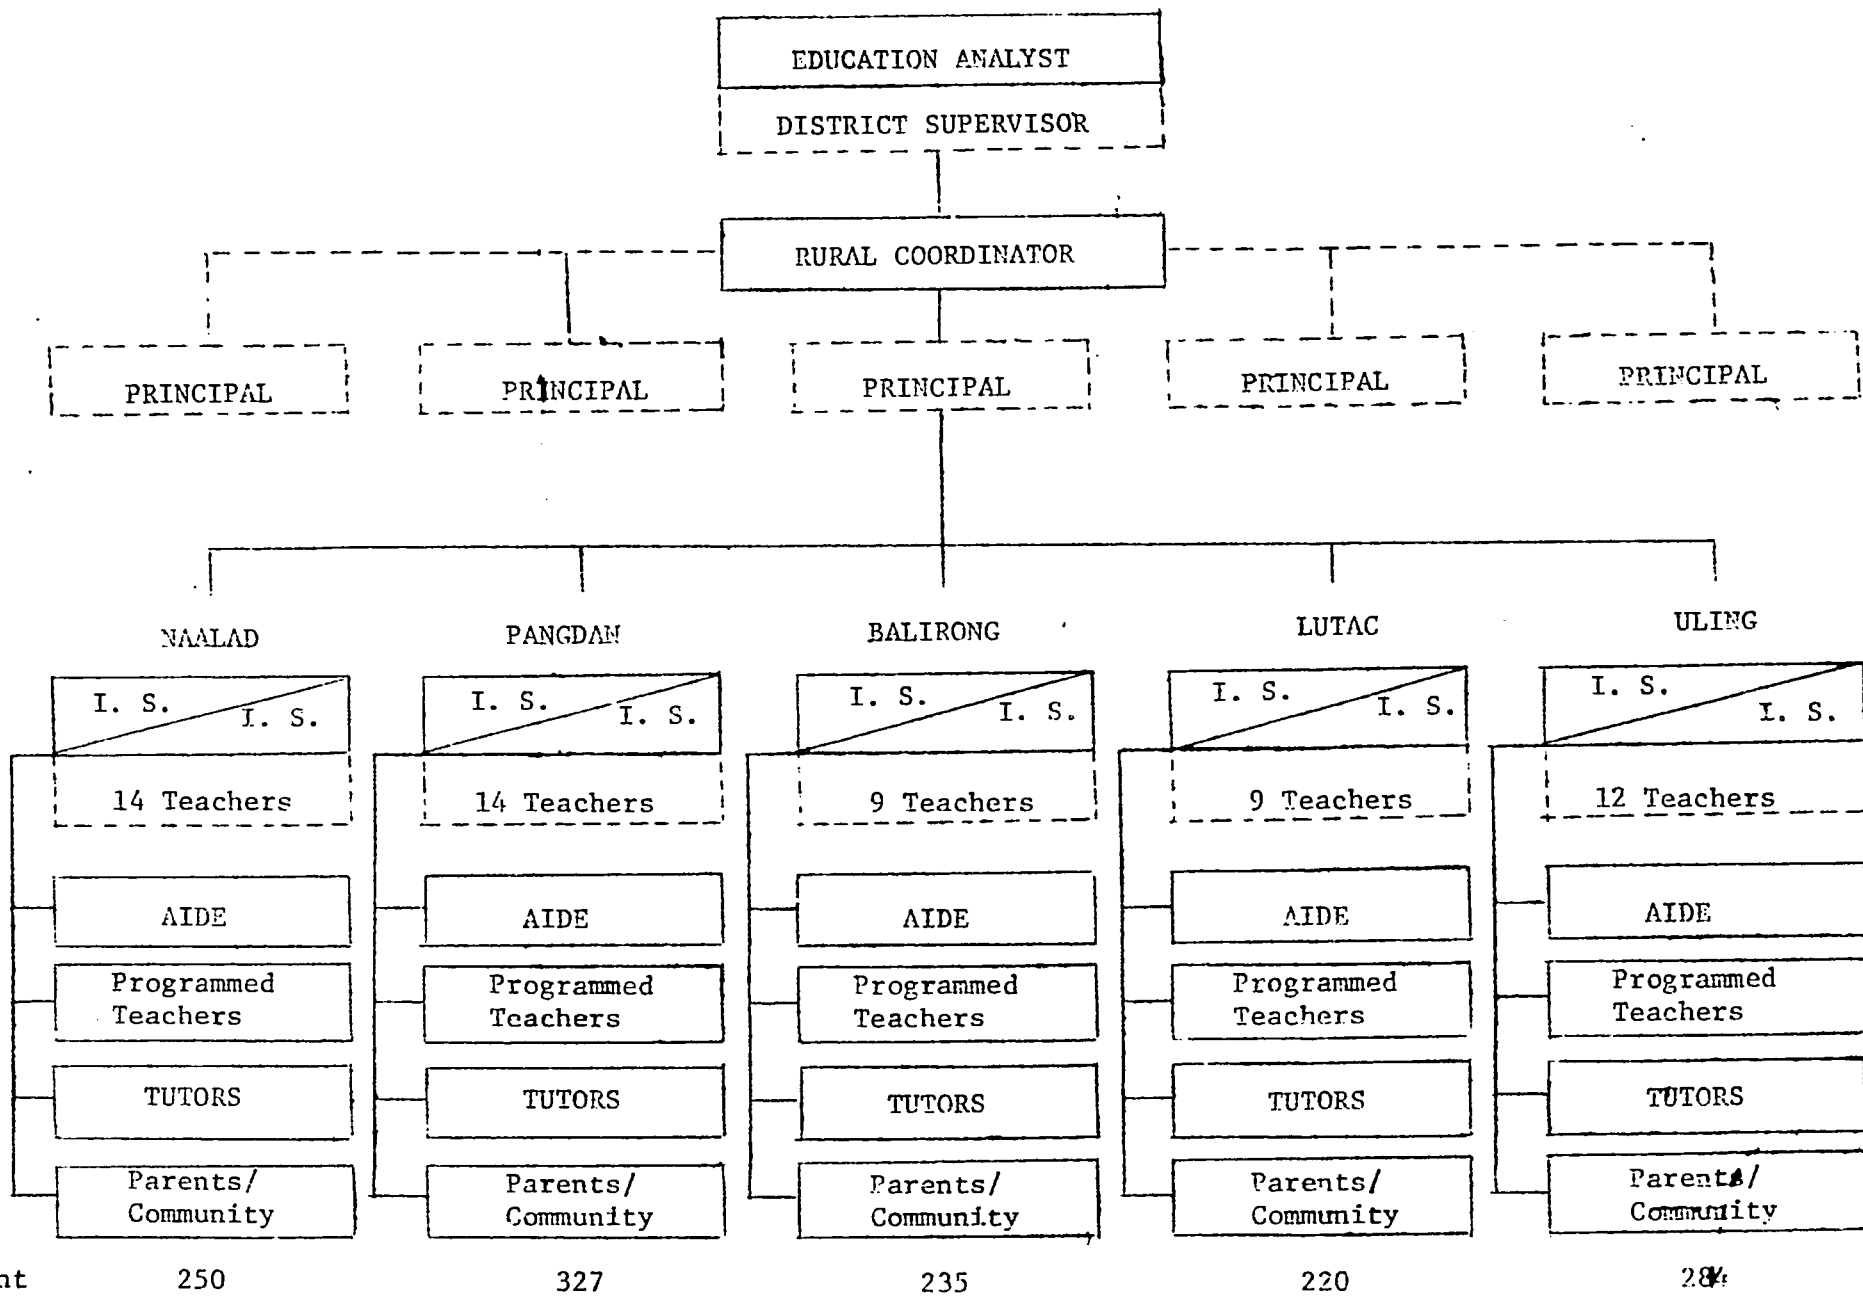 EDUCATION ANALYST
DISTRICT SUPERVISOR
RURAL COORDINATOR
PRINCIPAL PRINCIPAL PRINCIPAL PRINCIPAL PRINCIPAL
NAALAD PANGDAN BALIRONG LUTAC ULING
I. S. I. S. I. S. I. S. I. S.
I. S. I. S. I. S. I. S. I. S.
14 Teachers 14 Teachers 9 Teachers 9 Teachers 12 Teachers
AIDE AIDE AIDE AIDE AIDE
Programmed Programmed Programmed Programmed Programmed
Teachers Teachers Teachers Teachers Teachers
TUTORS TUTORS TUTORS TUTORS TUTORS
Parents/ Parents/ Parents/ Parents/ Parents/
Community Community Community Community Community
nt 250 327 235 220 284